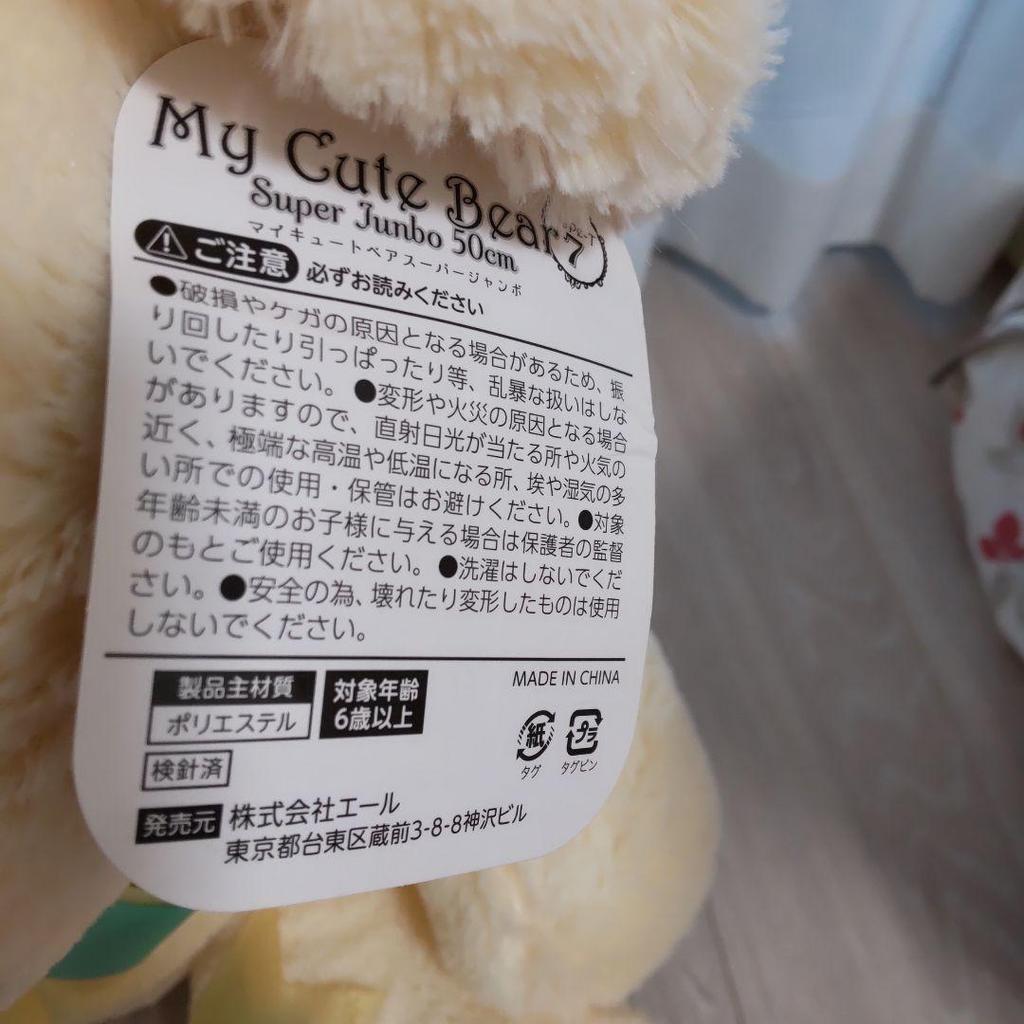 My Cute Bear
Super Junbo 50cm
7
マイキュートベアスーパージャンボ
ご注意 必ずお読みください
●破損やケガの原因となる場合があるため、振
り回したり引っぱったり等、乱暴な扱いはしな
いでください。 ●変形や火災の原因となる場合
がありますので、直射日光が当たる所や火気の
近く、極端な高温や低温になる所、埃や湿気の多
い所での使用・保管はお避けください。●対象
年齢未満のお子様に与える場合は保護者の監督
のもとご使用ください。 ●洗濯はしないでくだ
さい。●安全の為、壊れたり変形したものは使用
しないでください。
MADE IN CHINA
製品主材質
ポリエステル
対象年齢
6歳以上
紙 プラ
タグ タグピン
検針済
発売元 株式会社エール
東京都台東区蔵前3-8-8神沢ビル